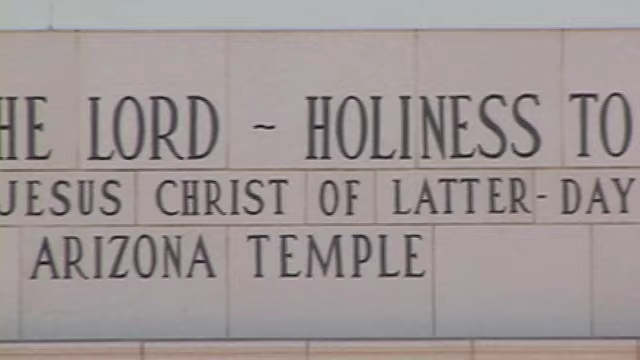 HE LORD ~ HOLINESS TO
JESUS CHRIST OF LATTER-DAY
ARIZONA TEMPLE